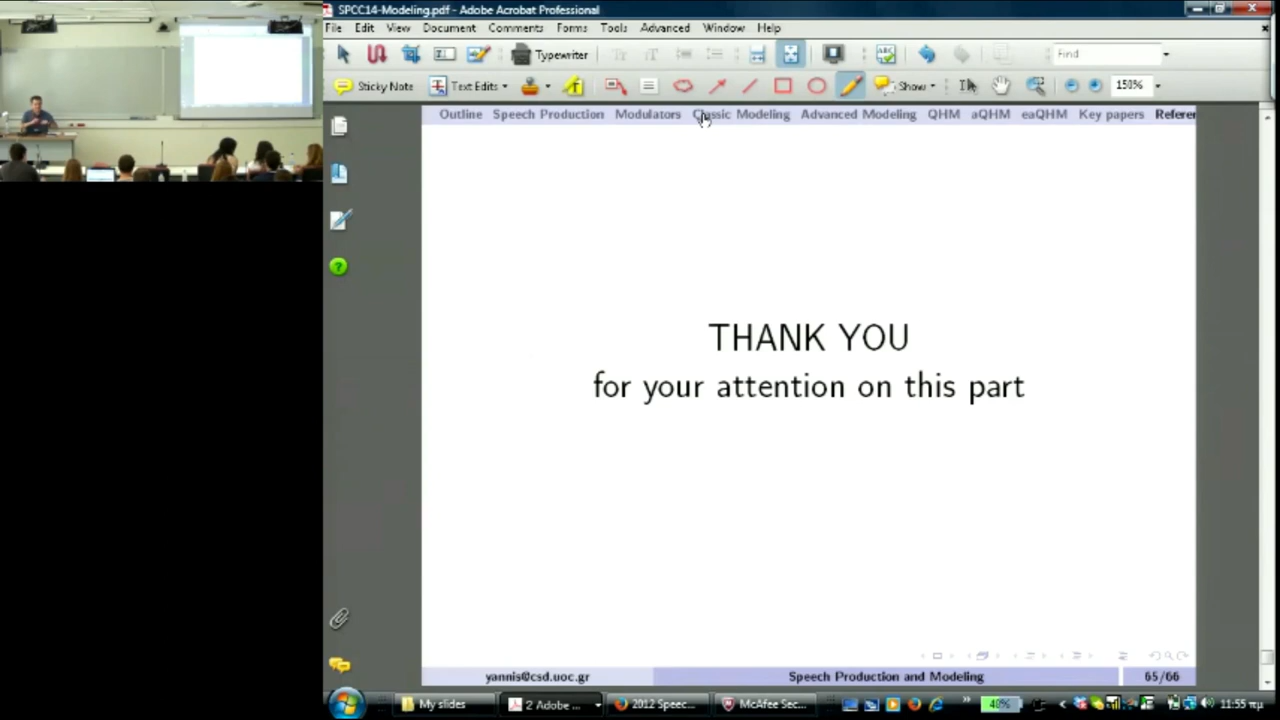 SPCC14-Modeling.pdf - Adobe Acrobat Professional
File Edit View Document Comments Forms Tools Advanced Window Help
Typewriter Find
Sticky Note Text Edits Show 150%
Outline Speech Production Modulators Classic Modeling Advanced Modeling QHM aQHM eaQHM Key papers Referen
THANK YOU
for your attention on this part
yannis@csd.uoc.gr Speech Production and Modeling 65/66
My slides 2 Adobe ... 2012 Speec... McAfee Sec... 48% 11:55 πμ